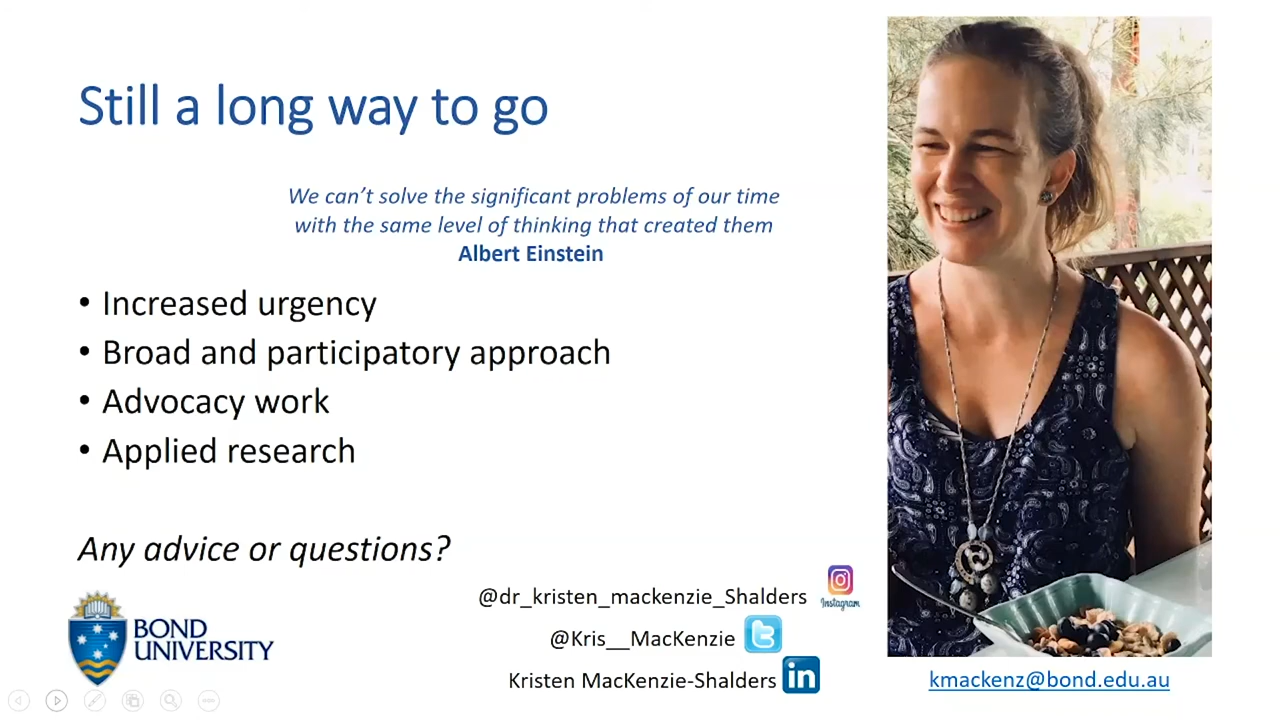 Still a long way to go
We can't solve the significant problems of our time
with the same level of thinking that created them
Albert Einstein
• Increased urgency
• Broad and participatory approach
• Advocacy work
• Applied research
Any advice or questions?
BOND
UNIVERSITY
@dr_kristen_mackenzie_Shalders
Instagram
@Kris__MacKenzie
Kristen MacKenzie-Shalders
in
kmackenz@bond.edu.au